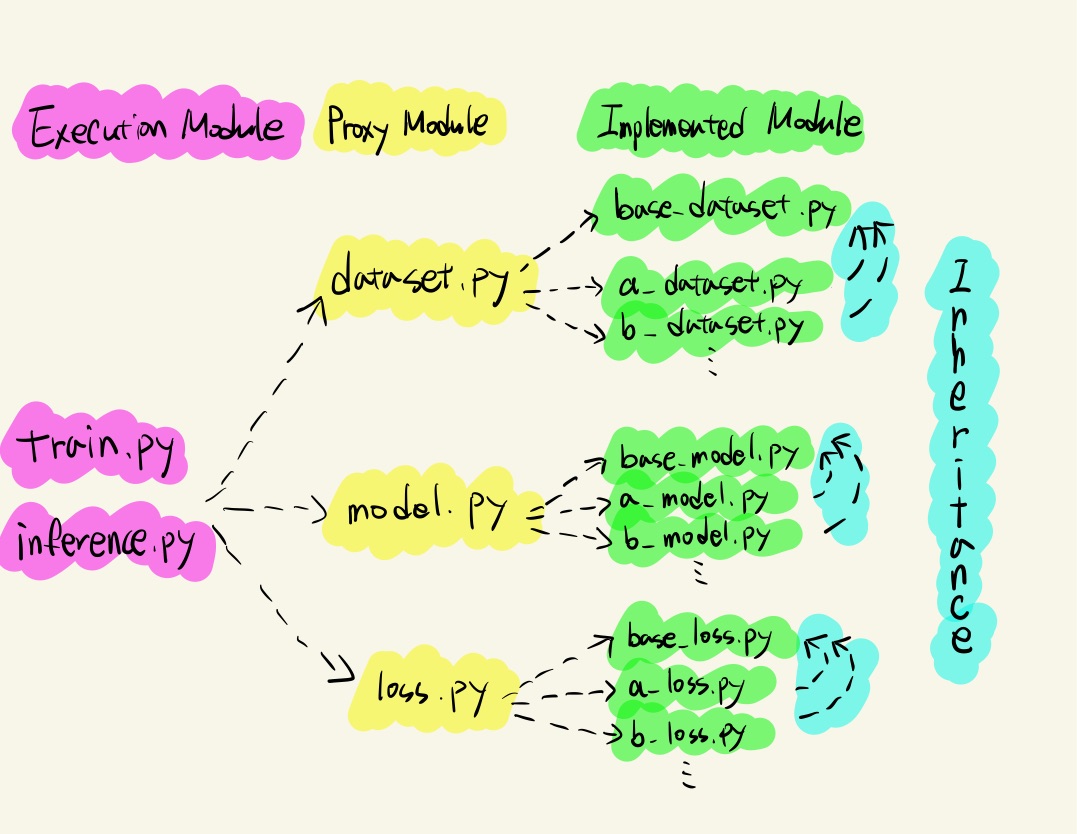 Execution Module
Proxy Module
Implemented Module
train.py
inference.py
dataset.py
base_dataset.py
a_dataset.py
b_dataset.py
model.py
base_model.py
a_model.py
b_model.py
loss.py
base_loss.py
a_loss.py
b_loss.py
Inheritance